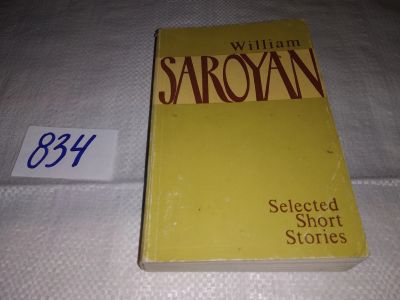 William
SAROYAN
834
Selected
Short
Stories